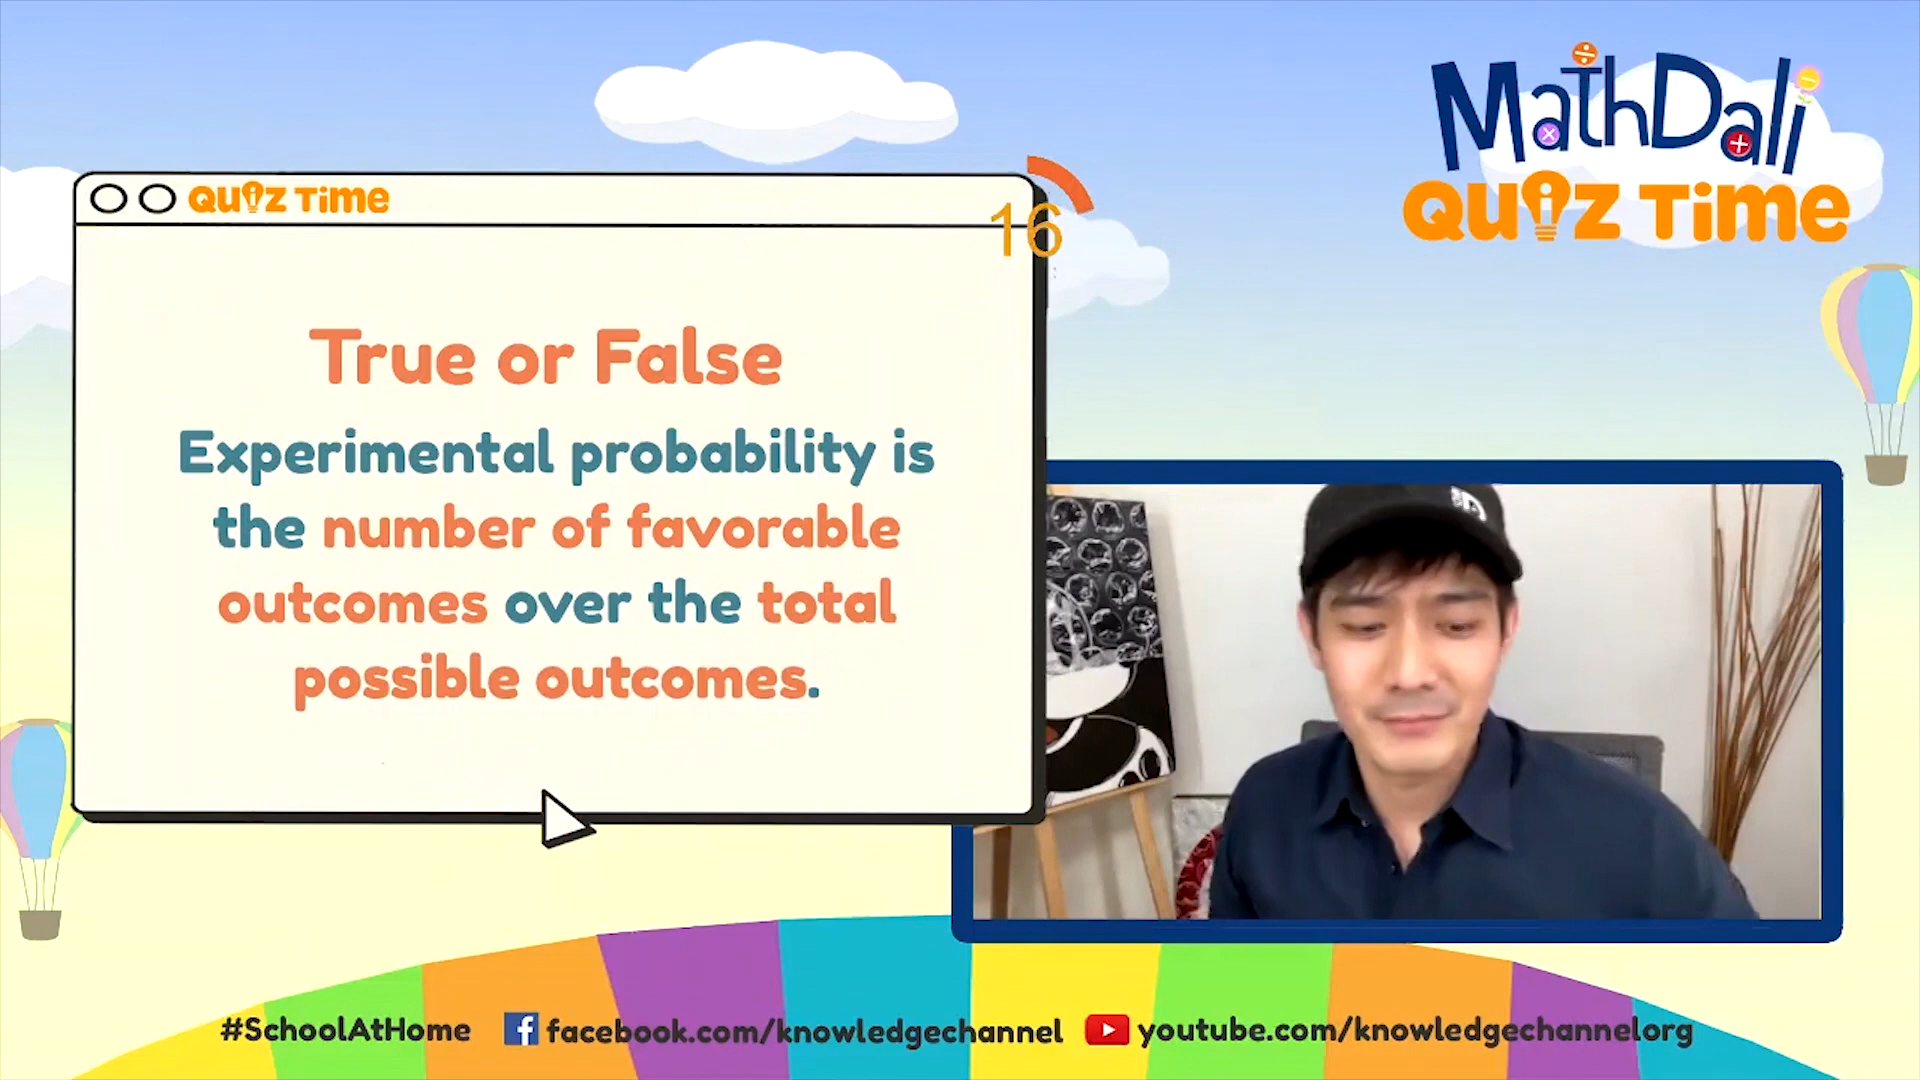 MathDali
QUIZ TIME
QUIZ TIME
16
True or False
Experimental probability is
the number of favorable
outcomes over the total
possible outcomes.
#SchoolAtHome facebook.com/knowledgechannel youtube.com/knowledgechannelorg